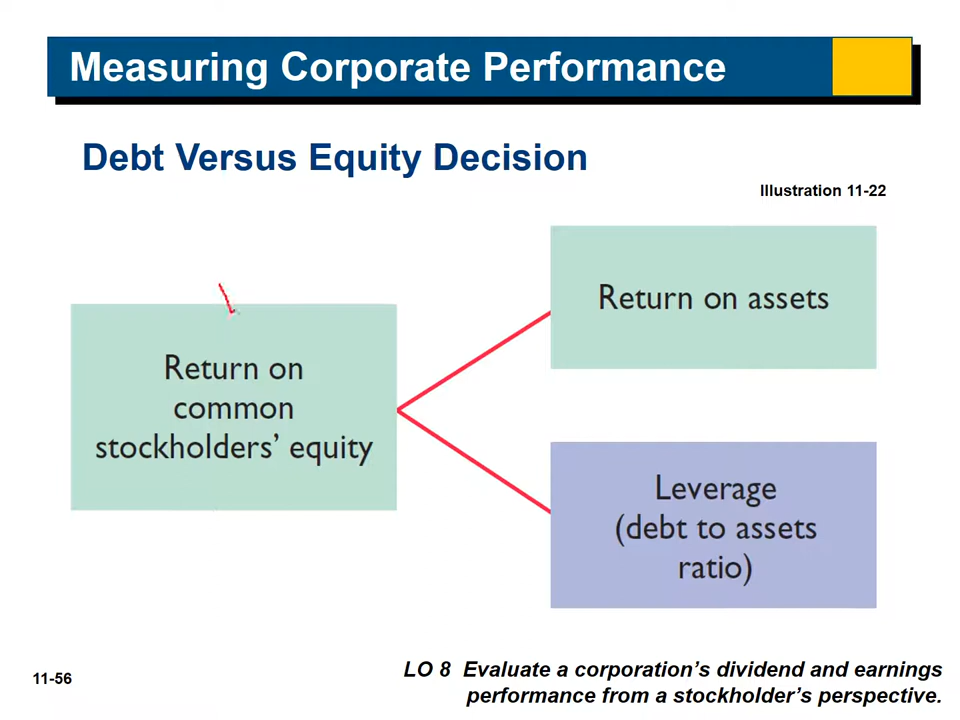 Measuring Corporate Performance
Debt Versus Equity Decision
Illustration 11-22
Return on assets
Return on
common
stockholders’ equity
Leverage
(debt to assets
ratio)
11-56
LO 8 Evaluate a corporation’s dividend and earnings
performance from a stockholder’s perspective.